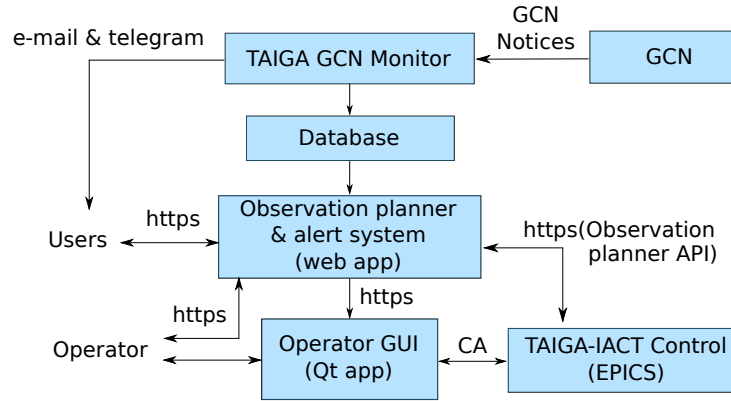 e-mail & telegram
GCN
Notices
TAIGA GCN Monitor
GCN
Database
Observation planner
& alert system
(web app)
https
Users
https(Observation
planner API)
https
https
Operator
Operator GUI
(Qt app)
CA
TAIGA-IACT Control
(EPICS)